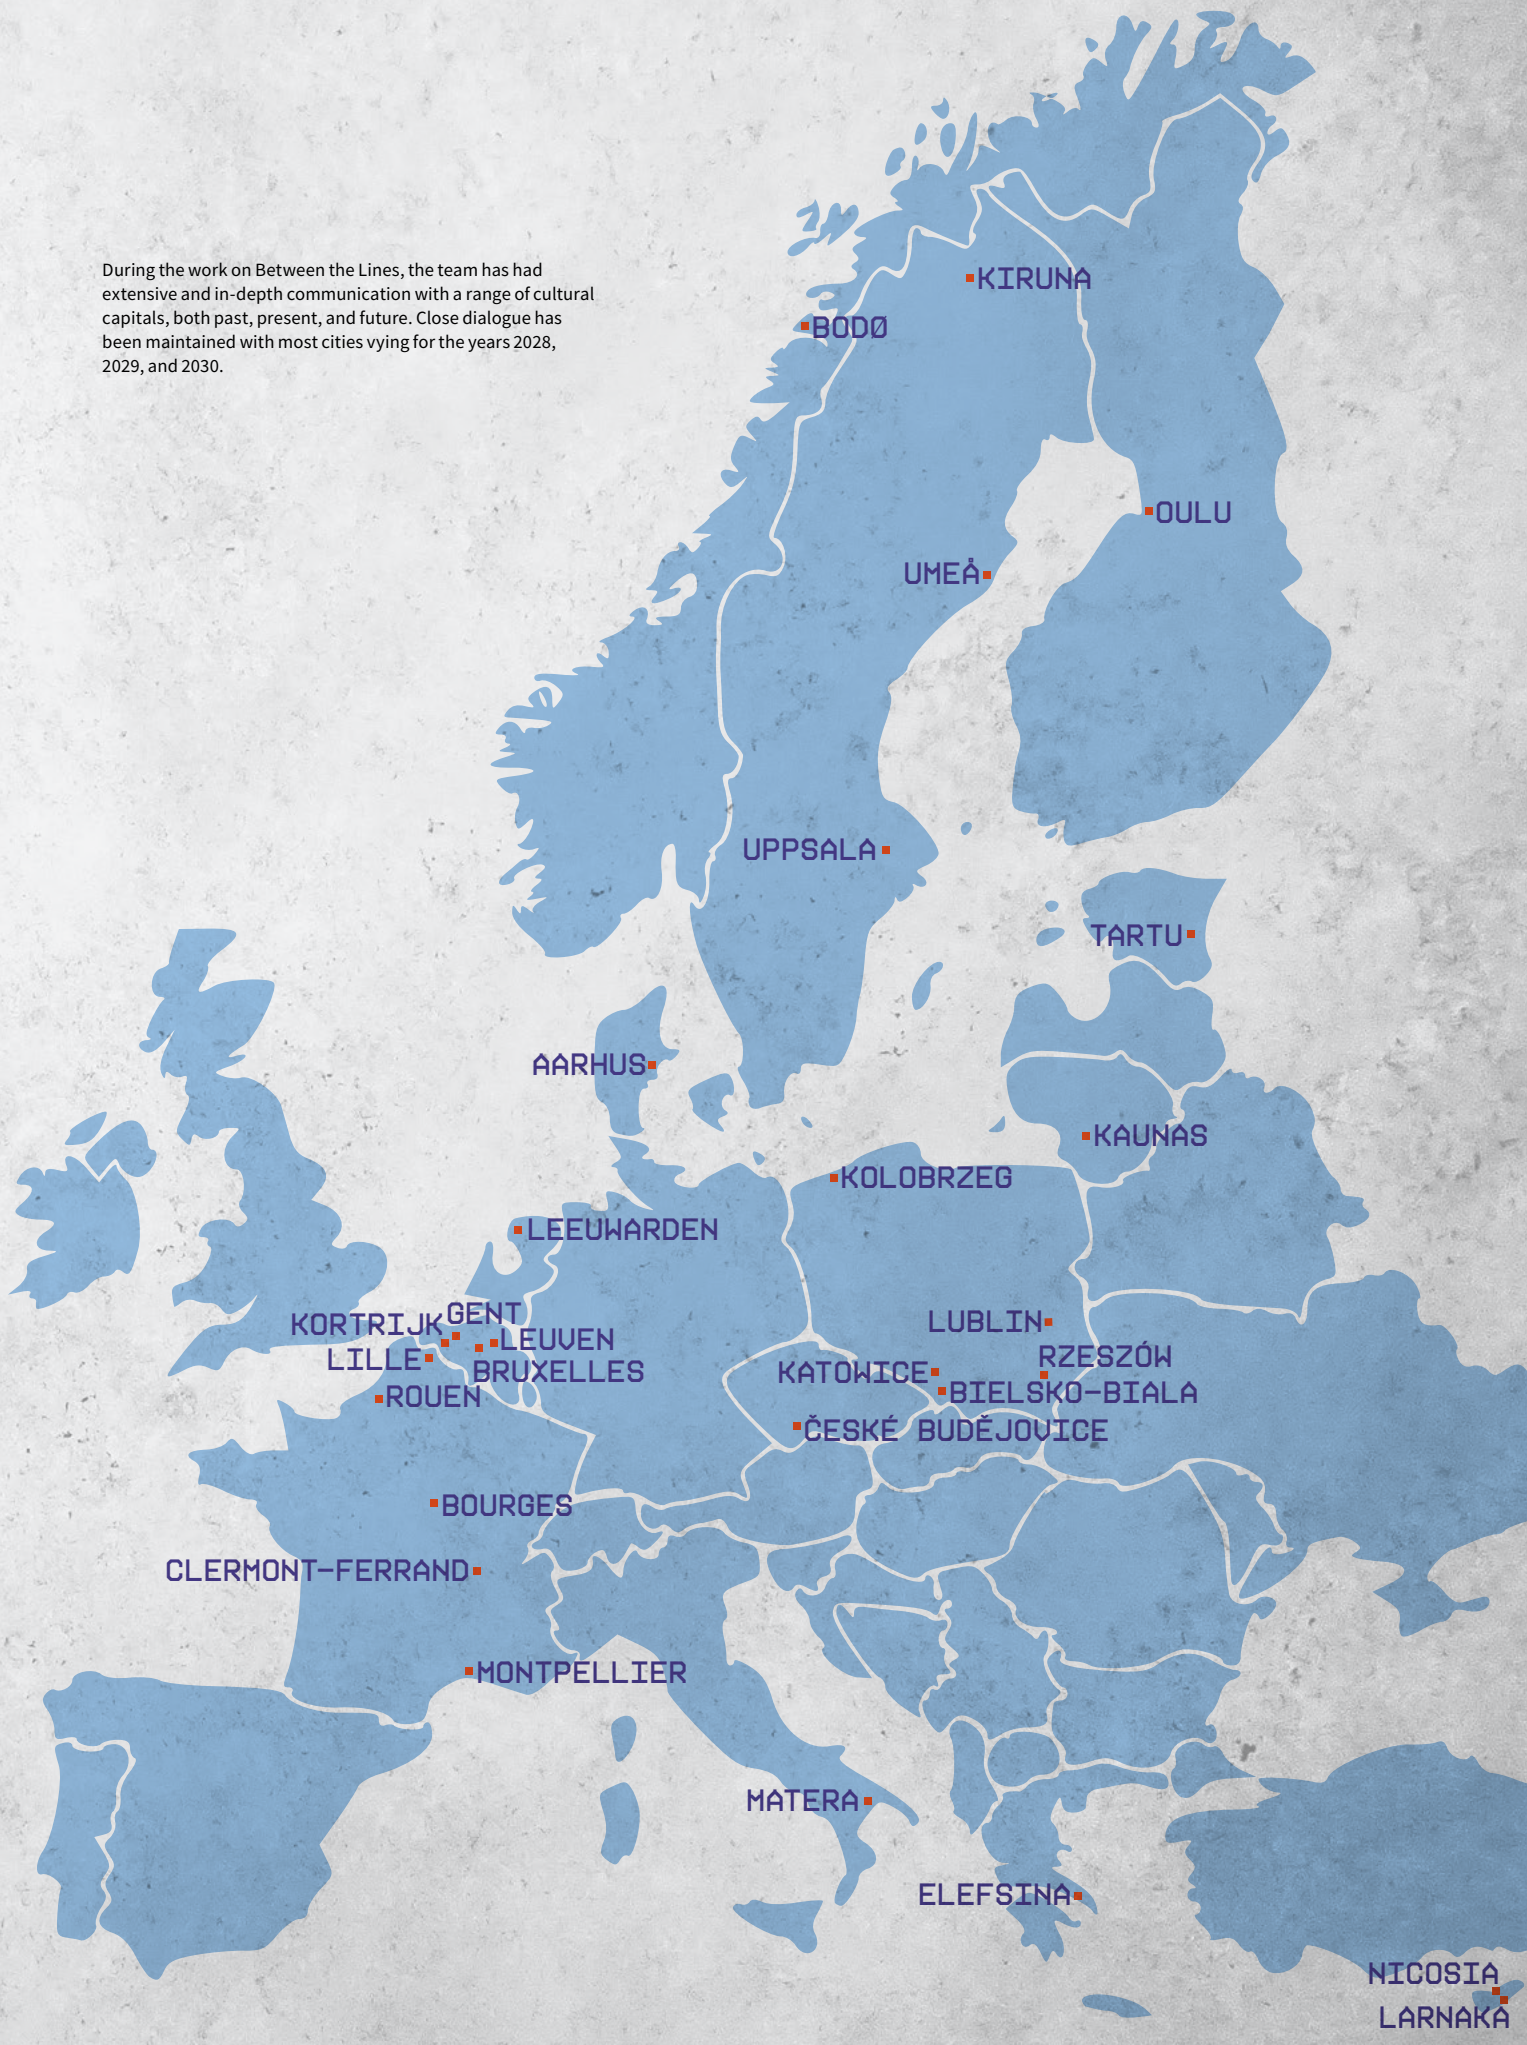 During the work on Between the Lines, the team has had
extensive and in-depth communication with a range of cultural
capitals, both past, present, and future. Close dialogue has
been maintained with most cities vying for the years 2028,
2029, and 2030.
KIRUNA
BODØ
OULU
UMEÅ
UPPSALA
TARTU
AARHUS
KAUNAS
KOLOBRZEG
LEEUWARDEN
GENT
KORTRIJK
LEUVEN
LILLE
BRUXELLES
ROUEN
LUBLIN
RZESZÓW
KATOWICE
BIELSKO-BIALA
ČESKÉ BUDĚJOVICE
BOURGES
CLERMONT-FERRAND
MONTPELLIER
MATERA
ELEFSINA
NICOSIA
LARNAKA